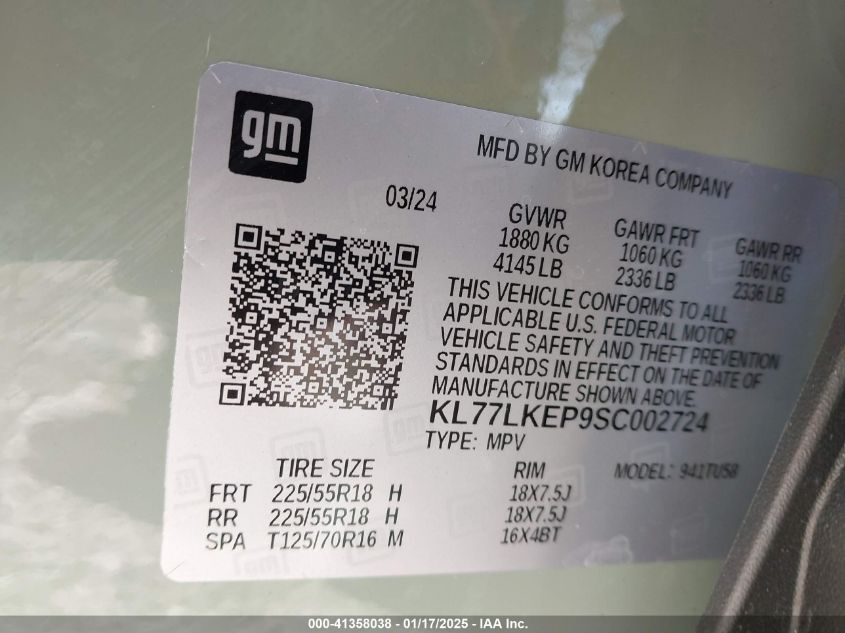 gm
MFD BY GM KOREA COMPANY
03/24
GVWR
1880 KG
4145 LB
GAWR FRT
1060 KG
2336 LB
GAWR RR
1060 KG
2336 LB
THIS VEHICLE CONFORMS TO ALL
APPLICABLE U.S. FEDERAL MOTOR
VEHICLE SAFETY AND THEFT PREVENTION
STANDARDS IN EFFECT ON THE DATE OF
MANUFACTURE SHOWN ABOVE.
KL77LKEP9SC002724
TYPE: MPV
TIRE SIZE RIM MODEL: 941TU58
FRT 225/55R18 H 18X7.5J
RR 225/55R18 H 18X7.5J
SPA T125/70R16 M 16X4BT
000-41358038 - 01/17/2025 - IAA Inc.